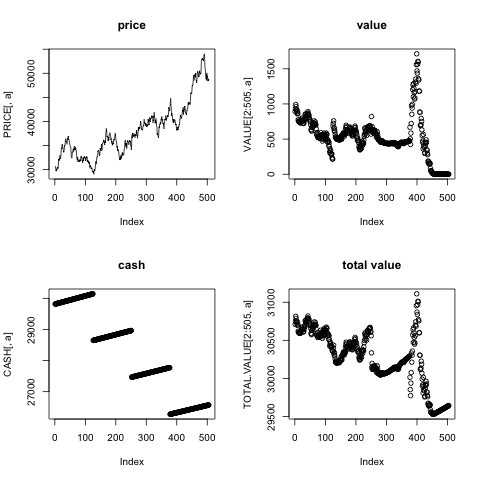 price
PRICE[, a]
30000 40000 50000
0 100 200 300 400 500
Index
value
VALUE[2:505, a]
0 500 1000 1500
0 100 200 300 400 500
Index
cash
CASH[, a]
27000 29000
0 100 200 300 400 500
Index
total value
TOTAL.VALUE[2:505, a]
29500 30000 30500 31000
0 100 200 300 400 500
Index